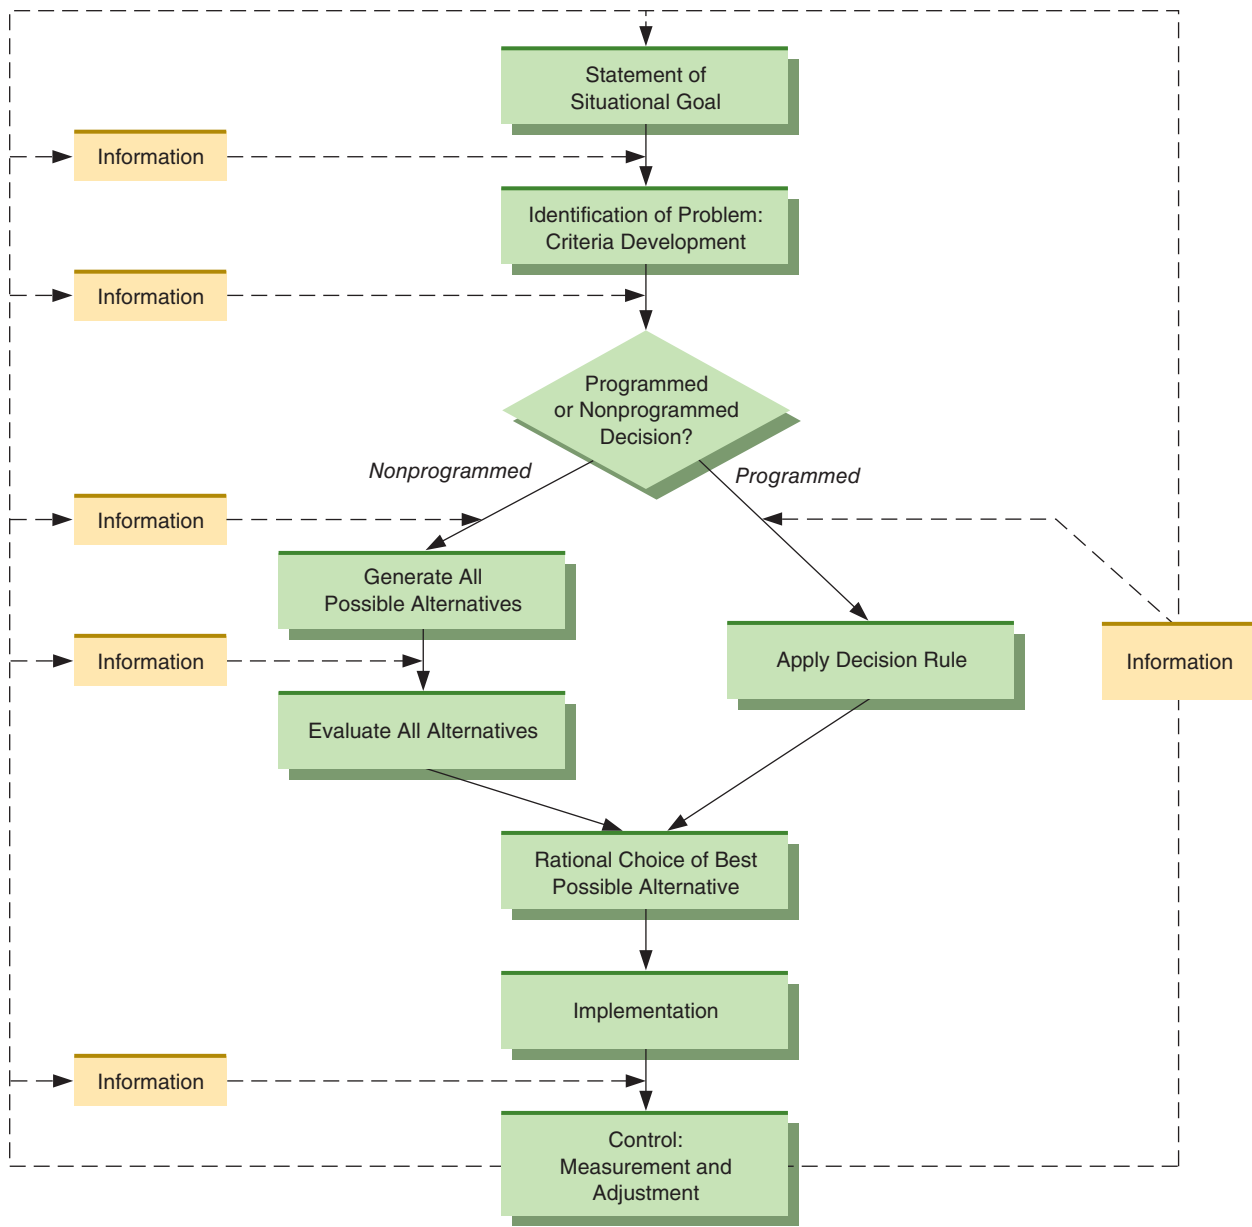 Statement of
Situational Goal
Information
Identification of Problem:
Criteria Development
Information
Programmed
or Nonprogrammed
Decision?
Nonprogrammed
Programmed
Information
Generate All
Possible Alternatives
Information
Apply Decision Rule
Information
Evaluate All Alternatives
Rational Choice of Best
Possible Alternative
Implementation
Information
Control:
Measurement and
Adjustment